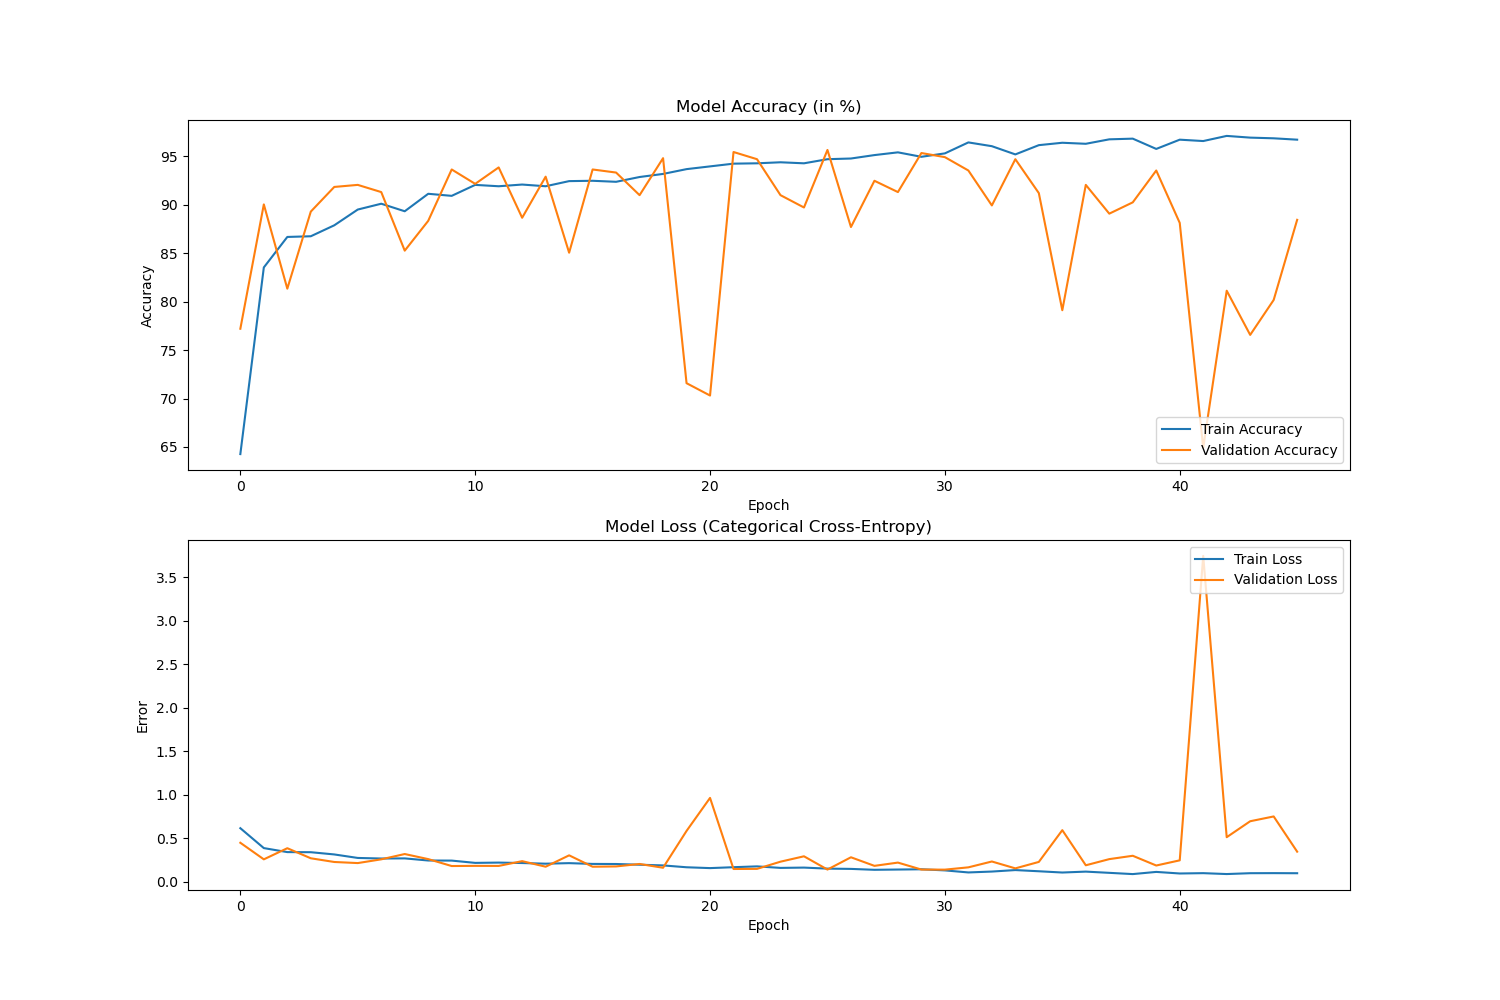 Model Accuracy (in %)
95
90
85
80
75
70
65
Accuracy
Train Accuracy
Validation Accuracy
0 10 20 30 40
Epoch
Model Loss (Categorical Cross-Entropy)
Train Loss
Validation Loss
3.5
3.0
2.5
2.0
1.5
1.0
0.5
0.0
Error
0 10 20 30 40
Epoch